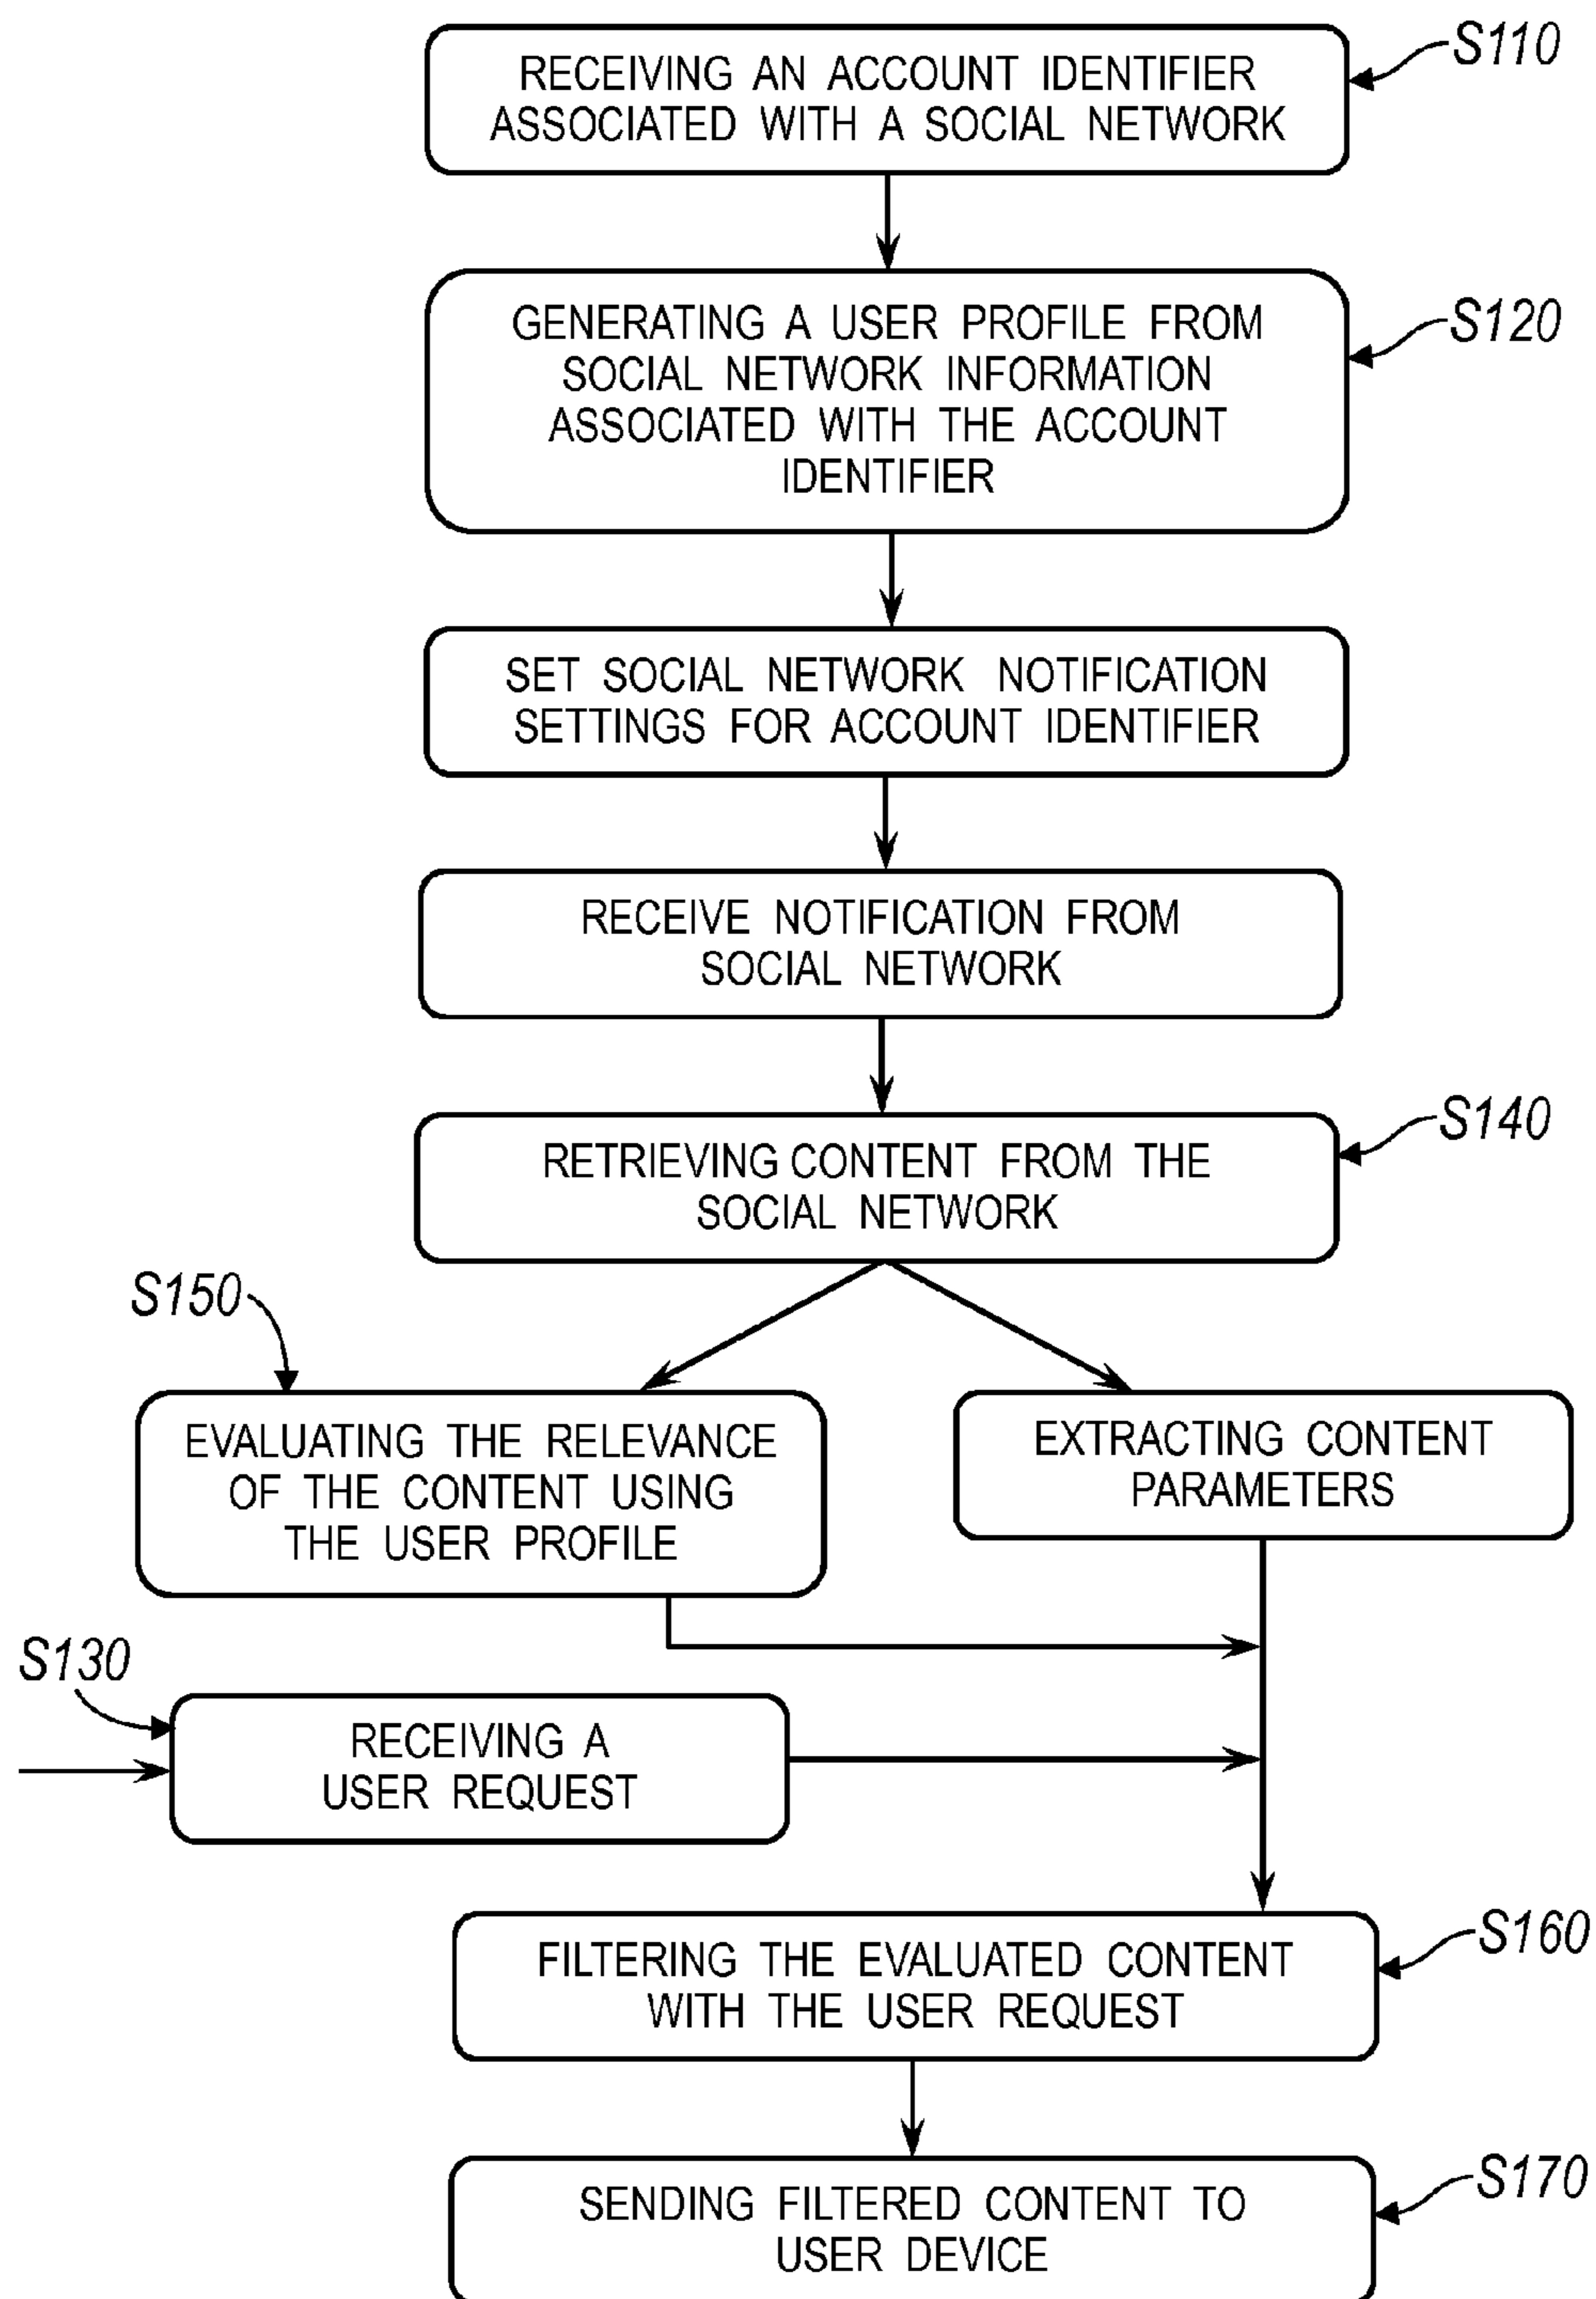 S110
RECEIVING AN ACCOUNT IDENTIFIER
ASSOCIATED WITH A SOCIAL NETWORK
S120
GENERATING A USER PROFILE FROM
SOCIAL NETWORK INFORMATION
ASSOCIATED WITH THE ACCOUNT
IDENTIFIER
SET SOCIAL NETWORK NOTIFICATION
SETTINGS FOR ACCOUNT IDENTIFIER
RECEIVE NOTIFICATION FROM
SOCIAL NETWORK
S140
RETRIEVING CONTENT FROM THE
SOCIAL NETWORK
S150
EVALUATING THE RELEVANCE
OF THE CONTENT USING
THE USER PROFILE
EXTRACTING CONTENT
PARAMETERS
S130
RECEIVING A
USER REQUEST
S160
FILTERING THE EVALUATED CONTENT
WITH THE USER REQUEST
S170
SENDING FILTERED CONTENT TO
USER DEVICE